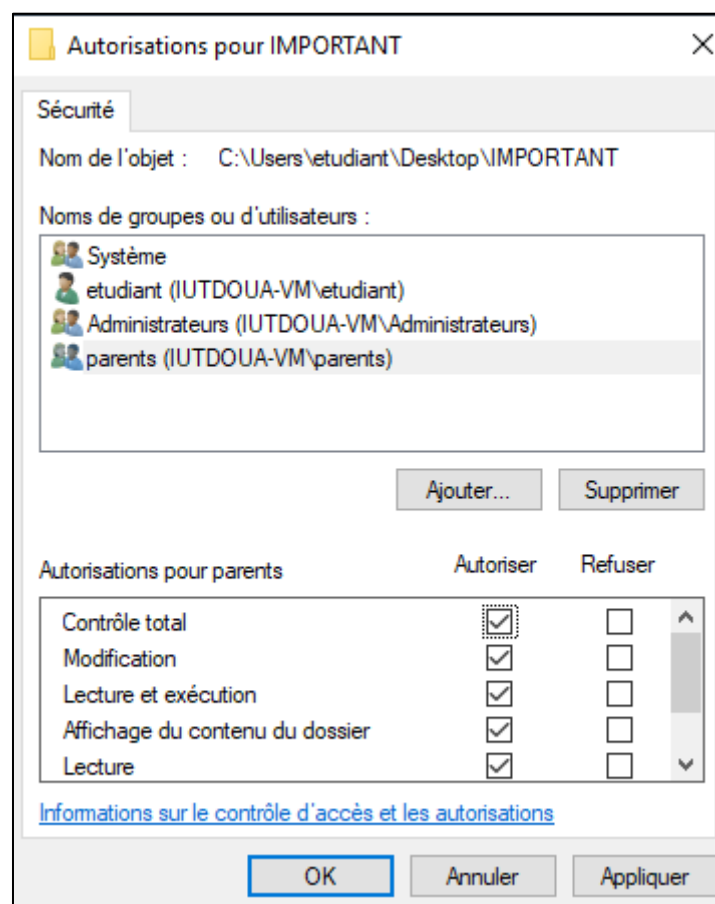 Autorisations pour IMPORTANT
Sécurité
Nom de l'objet : C:\Users\etudiant\Desktop\IMPORTANT
Noms de groupes ou d'utilisateurs :
Système
etudiant (IUTDOUA-VM\etudiant)
Administrateurs (IUTDOUA-VM\Administrateurs)
parents (IUTDOUA-VM\parents)
Ajouter... Supprimer
Autorisations pour parents Autoriser Refuser
Contrôle total
Modification
Lecture et exécution
Affichage du contenu du dossier
Lecture
Informations sur le contrôle d'accès et les autorisations
OK Annuler Appliquer